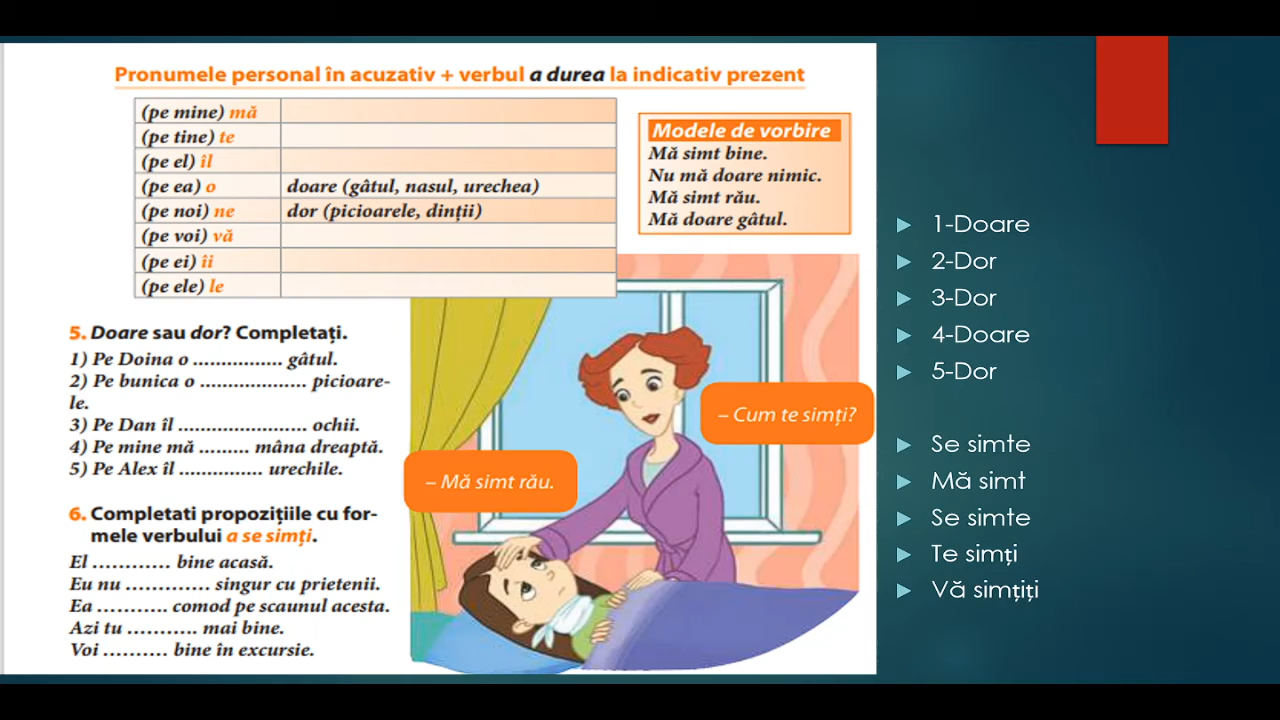 Pronumele personal în acuzativ + verbul a durea la indicativ prezent
(pe mine) mă
(pe tine) te
(pe el) îl
(pe ea) o doare (gâtul, nasul, urechea)
(pe noi) ne dor (picioarele, dinții)
(pe voi) vă
(pe ei) îi
(pe ele) le
Modele de vorbire
Mă simt bine.
Nu mă doare nimic.
Mă simt rău.
Mă doare gâtul.
5. Doare sau dor? Completați.
1) Pe Doina o ................ gâtul.
2) Pe bunica o ................... picioare-
le.
3) Pe Dan îl ....................... ochii.
4) Pe mine mă ......... mâna dreaptă.
5) Pe Alex îl ............... urechile.
6. Completati propozițiile cu for-
mele verbului a se simți.
El ............ bine acasă.
Eu nu ............. singur cu prietenii.
Ea ........... comod pe scaunul acesta.
Azi tu ........... mai bine.
Voi .......... bine în excursie.
– Cum te simți?
– Mă simt rău.
1-Doare
2-Dor
3-Dor
4-Doare
5-Dor
Se simte
Mă simt
Se simte
Te simți
Vă simțiți